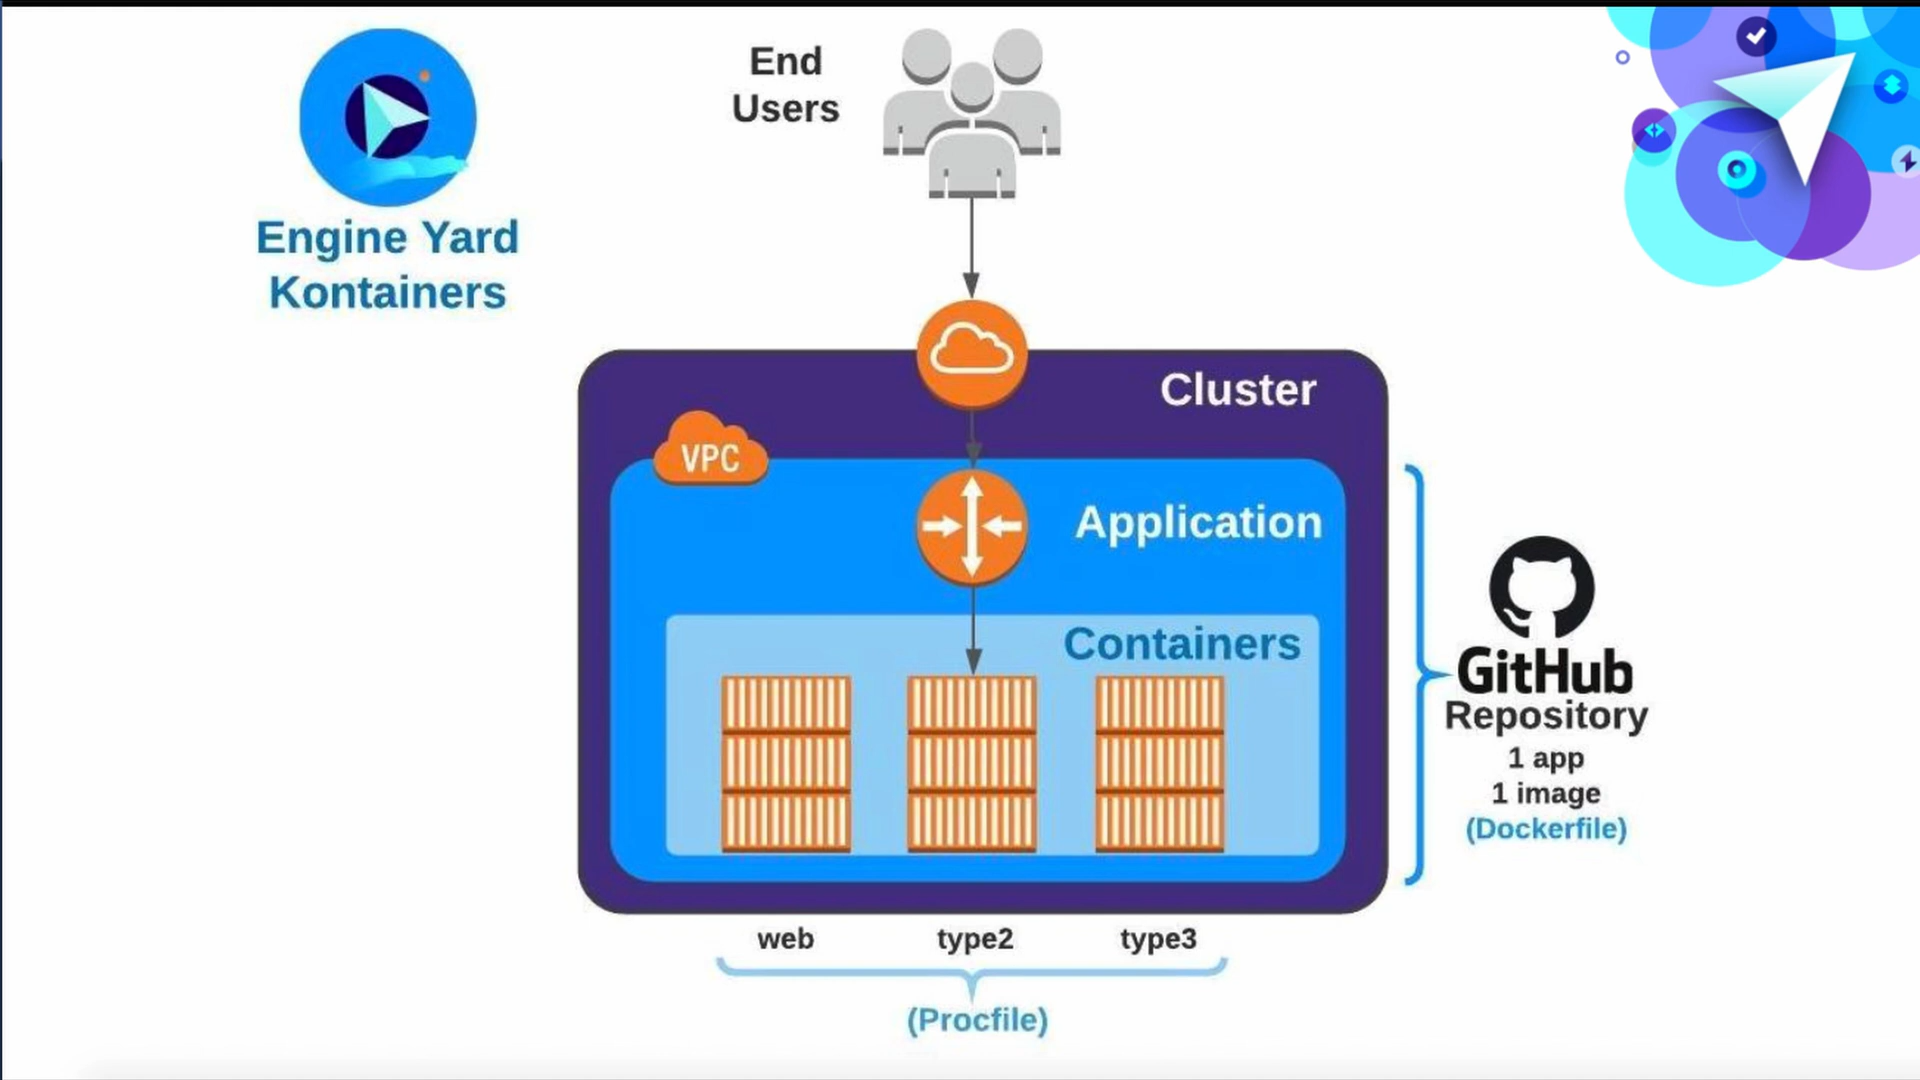 Engine Yard
Kontainers
End
Users
Cluster
VPC
Application
Containers
GitHub
Repository
1 app
1 image
(Dockerfile)
web
type2
type3
(Procfile)